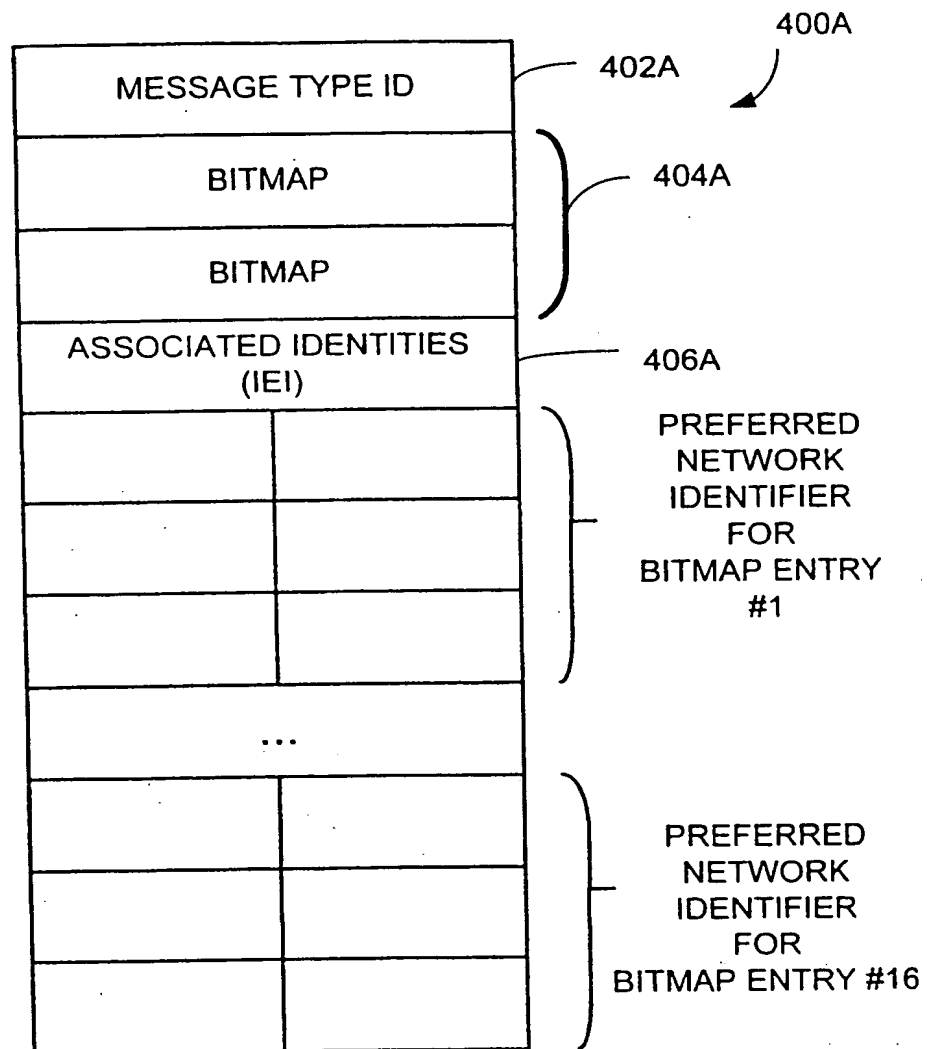 400A
MESSAGE TYPE ID
402A
BITMAP
404A
BITMAP
ASSOCIATED IDENTITIES
(IEI)
406A
PREFERRED
NETWORK
IDENTIFIER
FOR
BITMAP ENTRY
#1
...
PREFERRED
NETWORK
IDENTIFIER
FOR
BITMAP ENTRY #16